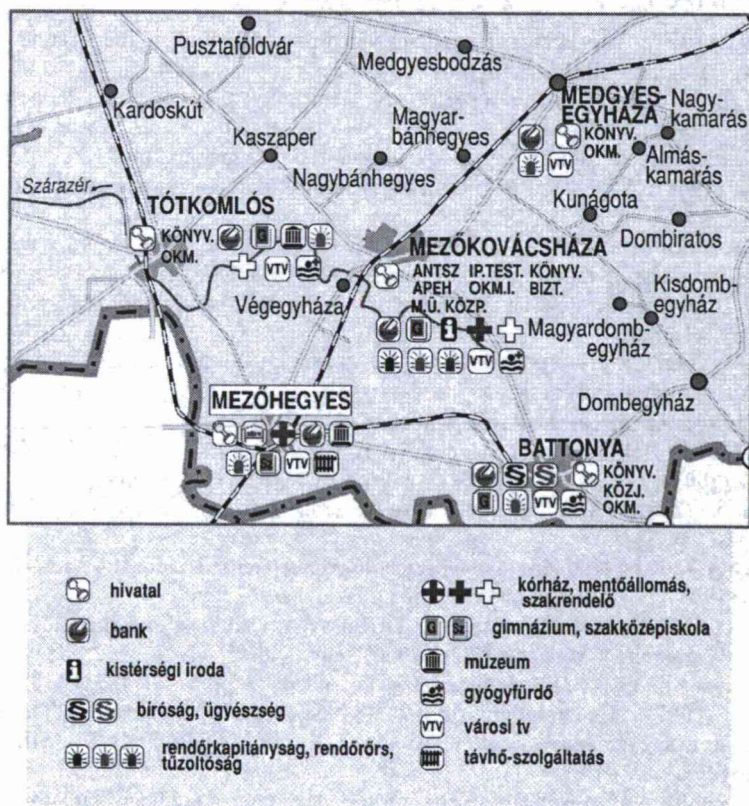 Pusztaföldvár
Medgyesbodzás
Kardoskút
MEDGYES-
EGYHÁZA
Nagy-
kamarás
Magyar-
bánhegyes
KÖNYV.
OKM.
Kaszaper
VTV
Almás-
kamarás
Nagybánhegyes
Szárazér
Kunágota
TÓTKOMLÓS
Dombiratos
KÖNYV.
OKM.
G
VTV
MEZŐKOVÁCSHÁZA
ANTSZ IP.TEST. KÖNYV.
APEH OKM.I. BIZT.
M.Ü. KÖZP.
Kisdomb-
egyház
Végegyháza
G i
Magyardomb-
egyház
VTV
Dombegyház
MEZŐHEGYES
Sz VTV
BATTONYA
KÖNYV.
KÖZJ.
OKM.
G VTV
hivatal
bank
i kistérségi iroda
bíróság, ügyészség
rendőrkapitányság, rendőrőrs,
tűzoltóság
kórház, mentőállomás,
szakrendelő
G Sz gimnázium, szakközépiskola
múzeum
gyógyfürdő
VTV városi tv
távhő-szolgáltatás